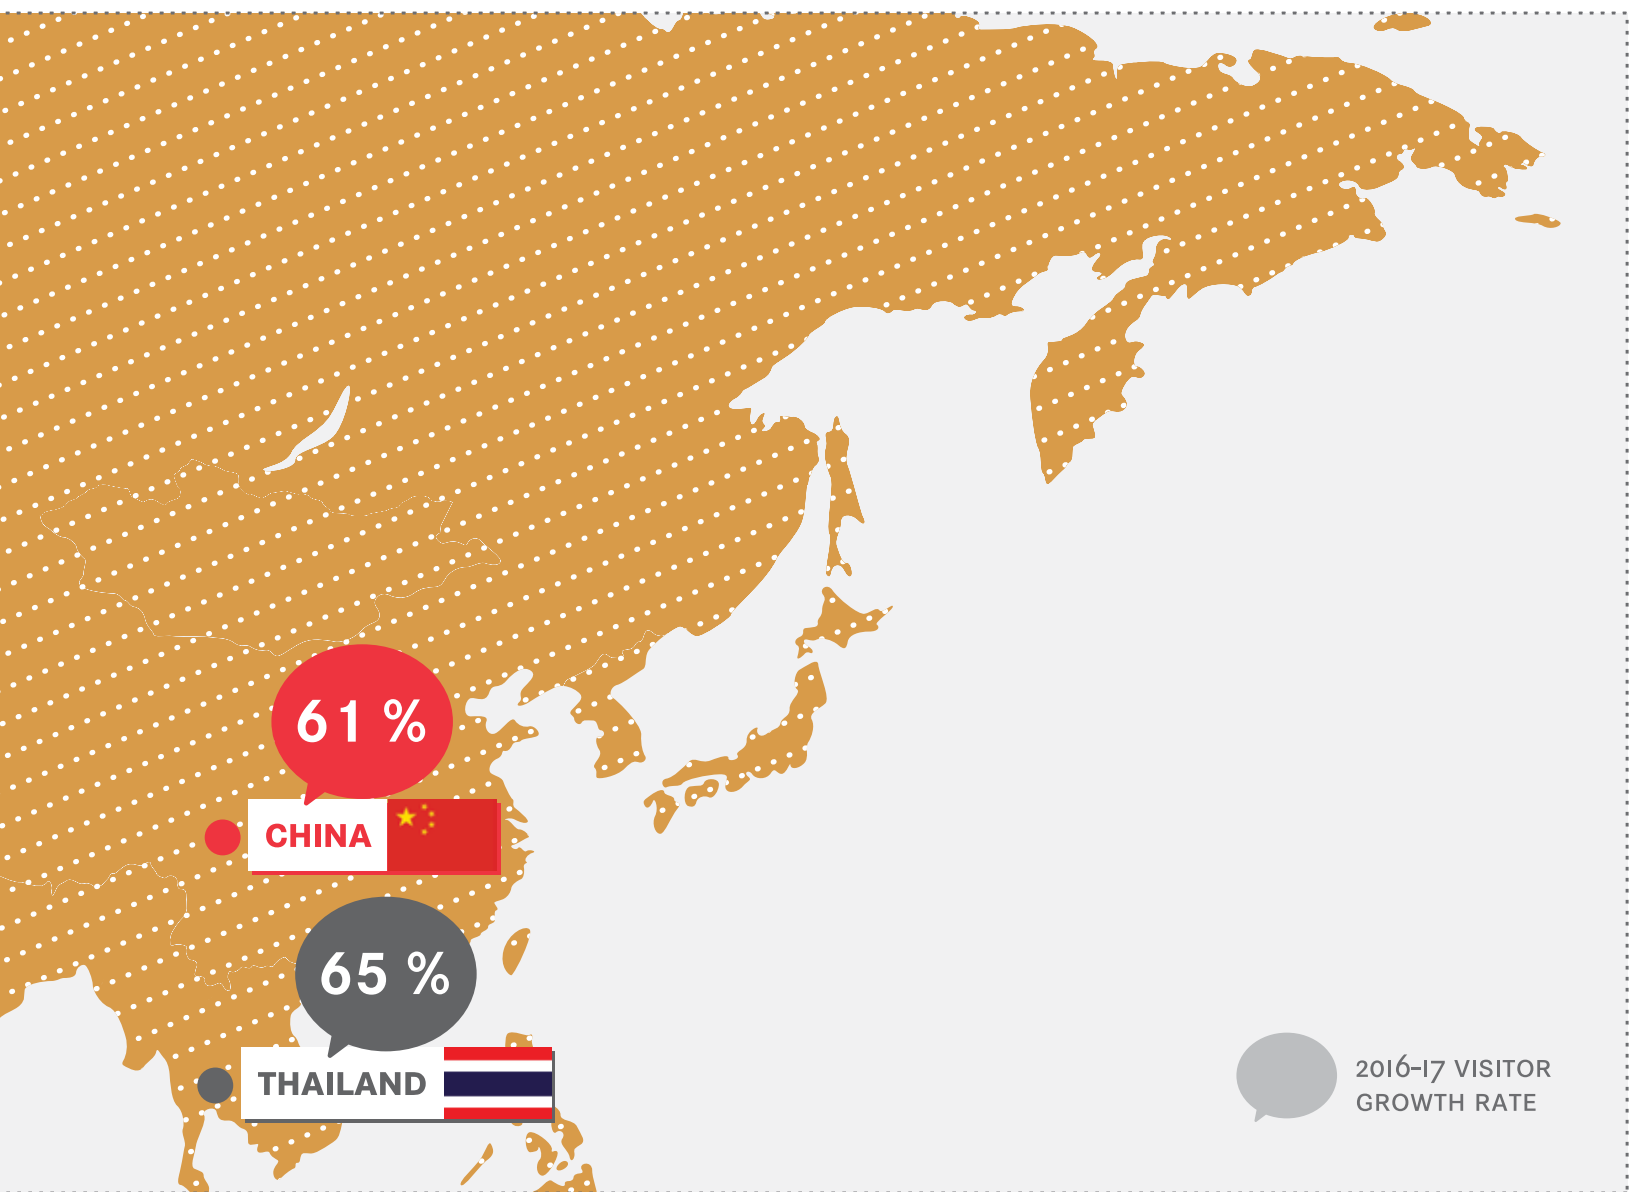 61 %
CHINA
65 %
THAILAND
2016-17 VISITOR
GROWTH RATE